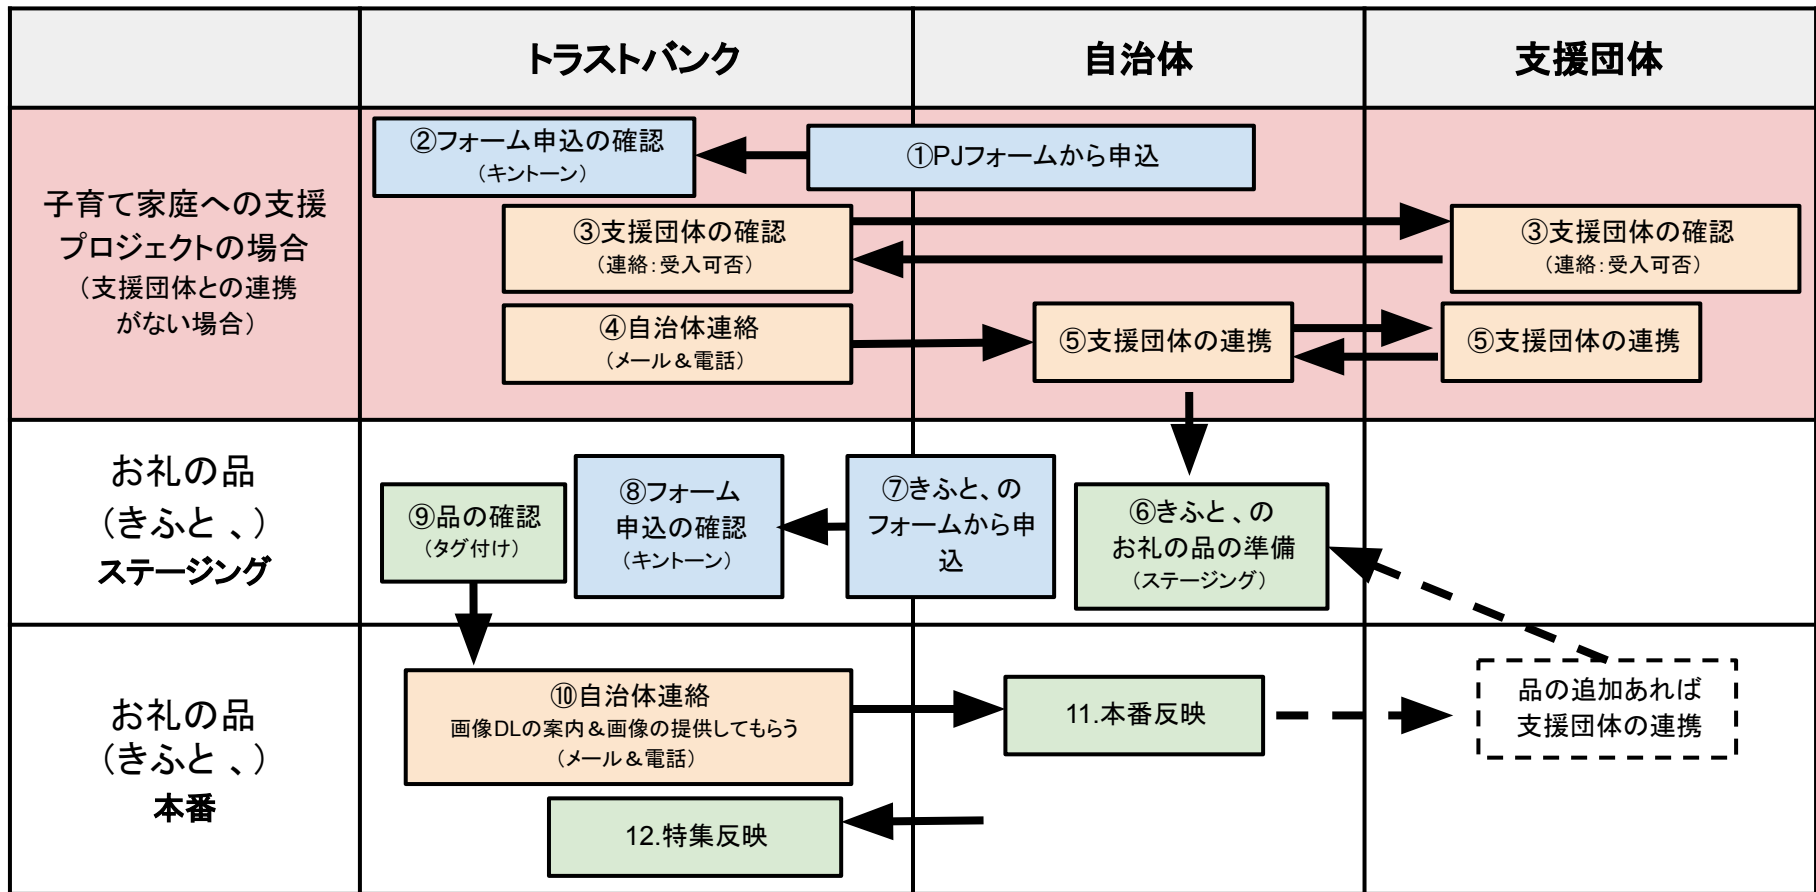 トラストバンク
自治体
支援団体
子育て家庭への支援
プロジェクトの場合
（支援団体との連携
がない場合）
②フォーム申込の確認
（キントーン）
①PJフォームから申込
③支援団体の確認
（連絡：受入可否）
③支援団体の確認
（連絡：受入可否）
④自治体連絡
（メール＆電話）
⑤支援団体の連携
⑤支援団体の連携
お礼の品
（きふと 、）
ステージング
⑨品の確認
（タグ付け）
⑧フォーム
申込の確認
（キントーン）
⑦きふと、の
フォームから申
込
⑥きふと 、の
お礼の品の準備
（ステージング）
お礼の品
（きふと 、）
本番
⑩自治体連絡
画像DLの案内＆画像の提供してもらう
（メール＆電話）
11.本番反映
品の追加あれば
支援団体の連携
12.特集反映